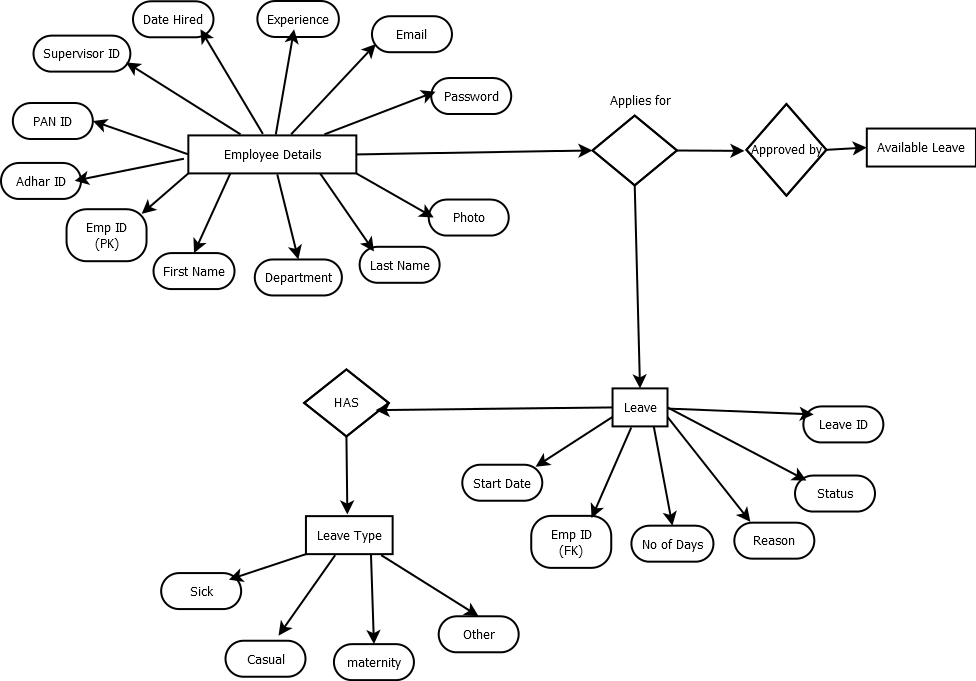 Date Hired
Experience
Email
Supervisor ID
Password
Applies for
PAN ID
Employee Details
Approved by
Available Leave
Adhar ID
Photo
Emp ID
(PK)
First Name
Department
Last Name
HAS
Leave
Leave ID
Start Date
Status
Emp ID
(FK)
No of Days
Reason
Leave Type
Sick
Casual
maternity
Other